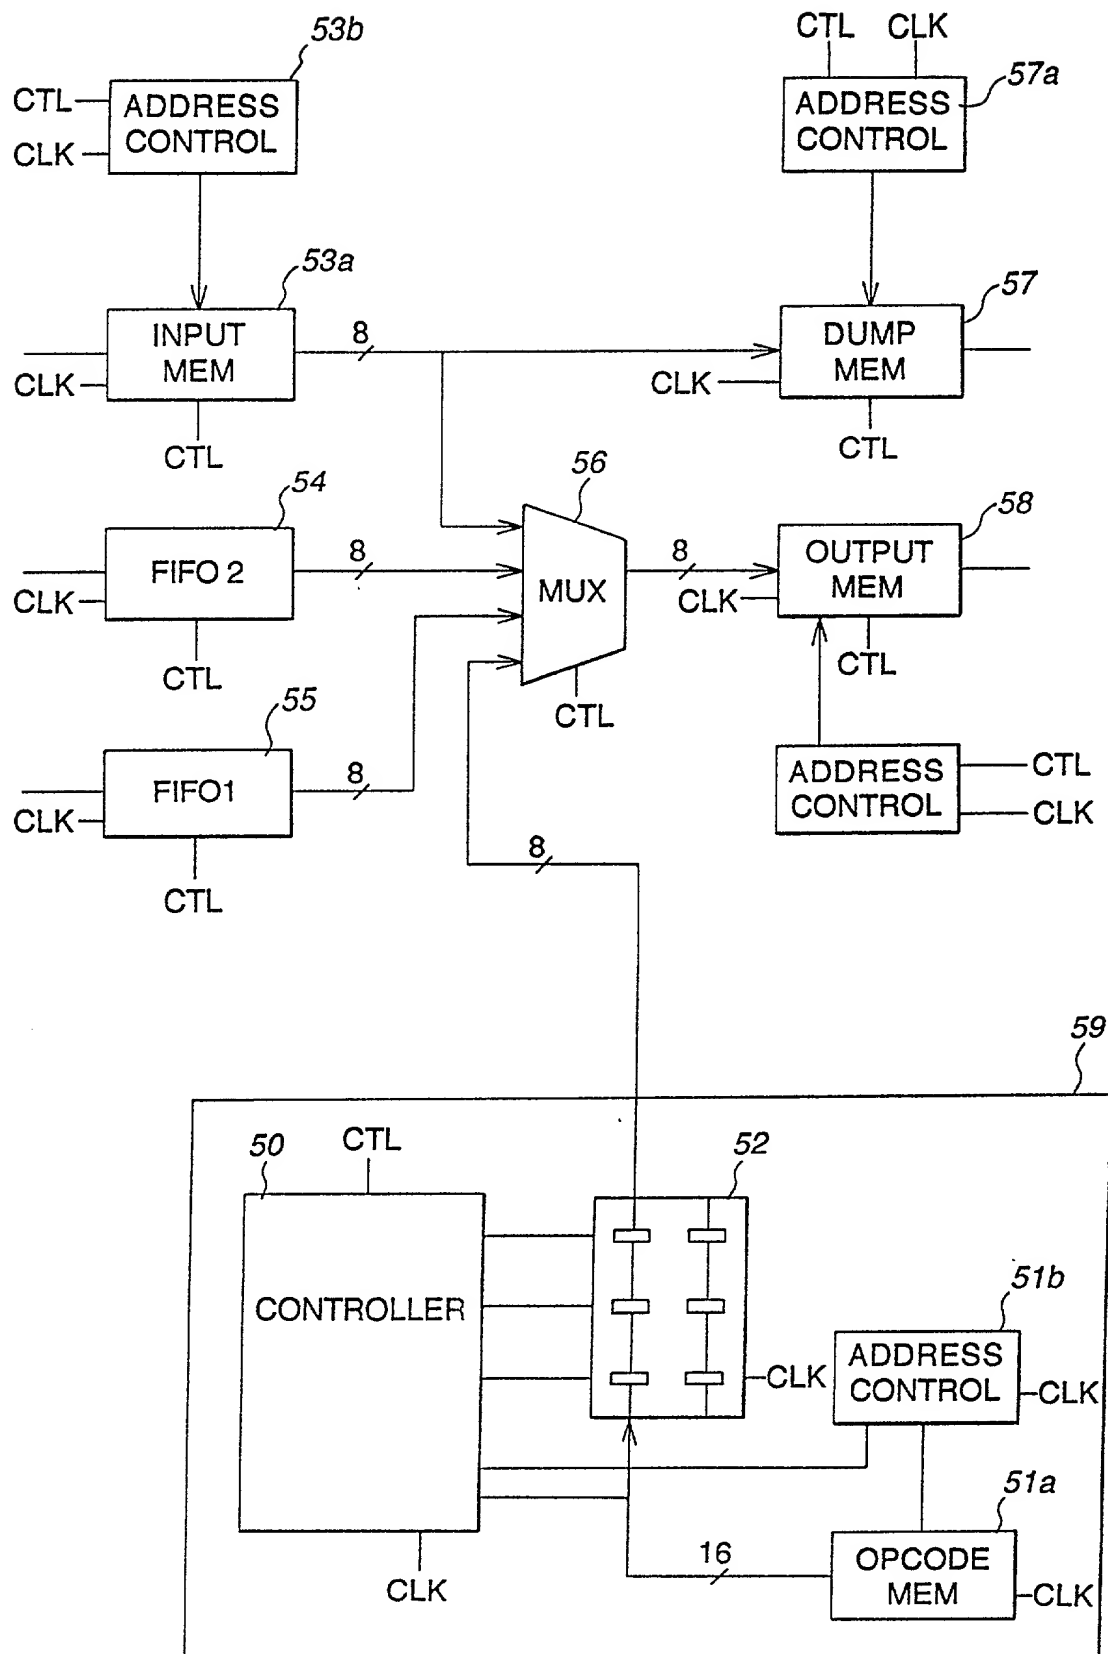 53b
CTL
CLK
ADDRESS
CONTROL
CTL CLK
57a
ADDRESS
CONTROL
53a
INPUT
MEM
CLK
CTL
8
57
DUMP
MEM
CLK
CTL
54
FIFO 2
CLK
CTL
8
56
MUX
CTL
8
58
OUTPUT
MEM
CLK
CTL
55
FIFO1
CLK
CTL
8
ADDRESS
CONTROL
CTL
CLK
8
59
50
CTL
CONTROLLER
CLK
52
CLK
51b
ADDRESS
CONTROL
CLK
51a
16
OPCODE
MEM
CLK